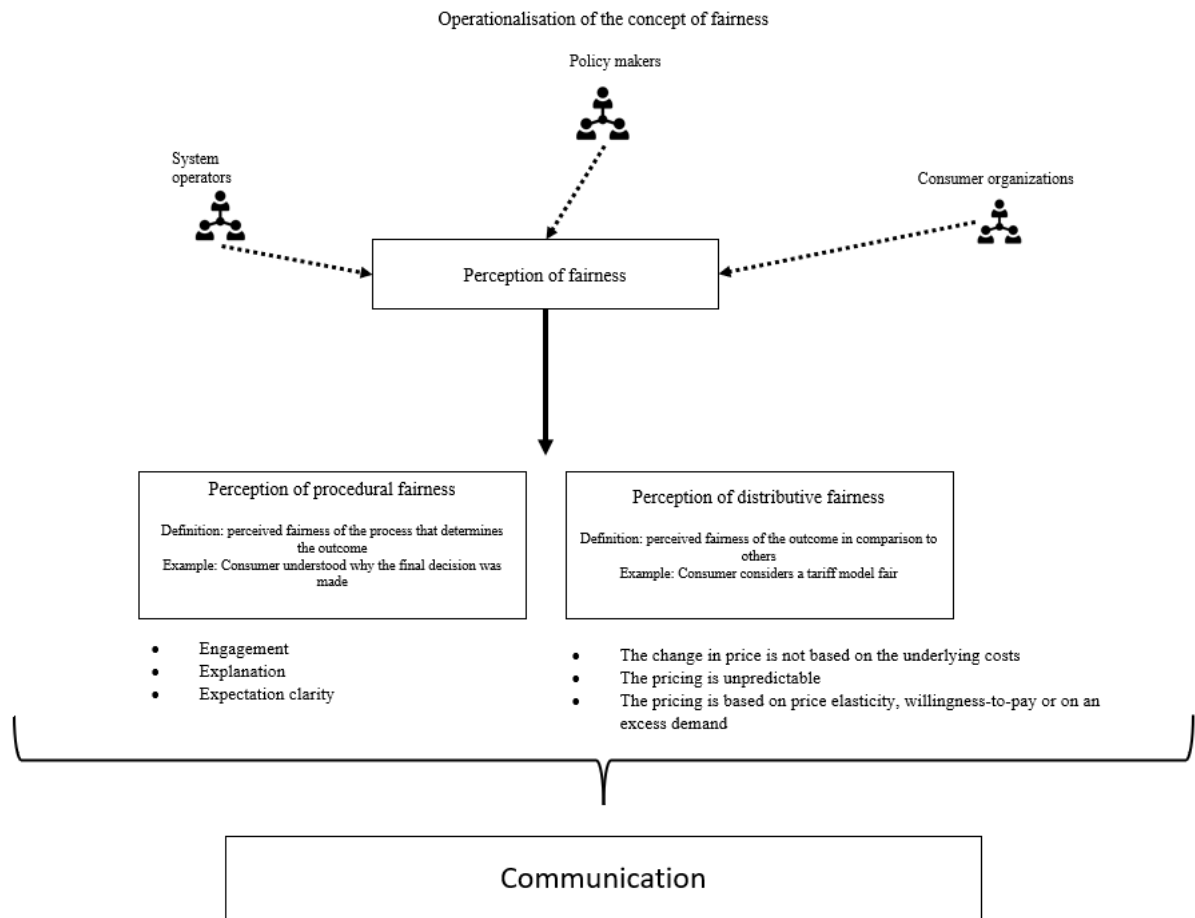 Operationalisation of the concept of fairness
Policy makers
System
operators
Consumer organizations
Perception of fairness
Perception of procedural fairness
Definition: perceived fairness of the process that determines
the outcome
Example: Consumer understood why the final decision was
made
Perception of distributive fairness
Definition: perceived fairness of the outcome in comparison to
others
Example: Consumer considers a tariff model fair
• Engagement
• Explanation
• Expectation clarity
• The change in price is not based on the underlying costs
• The pricing is unpredictable
• The pricing is based on price elasticity, willingness-to-pay or on an
excess demand
Communication